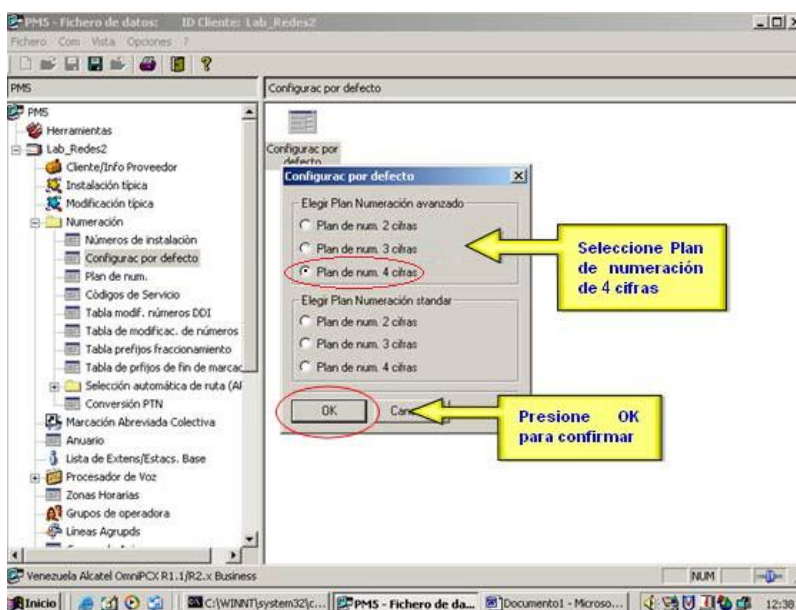 PMS - Fichero de datos: ID Cliente: Lab_Redes2
Fichero Com Vista Opciones ?
PMS
Configurac por defecto
PMS
Herramientas
Lab_Redes2
Cliente/Info Proveedor
Instalación típica
Modificación típica
Numeración
Números de instalación
Configurac por defecto
Plan de num.
Códigos de Servicio
Tabla modif. números DDI
Tabla de modificac. de números
Tabla prefijos fraccionamiento
Tabla de prfijos de fin de marcac
Selección automática de ruta (AR
Conversión PTN
Marcación Abreviada Colectiva
Anuario
Lista de Extens/Estacs. Base
Procesador de Voz
Zonas Horarias
Grupos de operadora
Líneas Agrupds
Configurac por
defecto
Configurac por defecto
Elegir Plan Numeración avanzado
Plan de num. 2 cifras
Plan de num. 3 cifras
Plan de num. 4 cifras
Elegir Plan Numeración standar
Plan de num. 2 cifras
Plan de num. 3 cifras
Plan de num. 4 cifras
OK
Canc
Seleccione Plan
de numeración
de 4 cifras
Presione OK
para confirmar
Venezuela Alcatel OmniPCX R1.1/R2.x Business
NUM
Inicio
C:\WINNT\system32\c...
PMS - Fichero de da...
Documento1 - Microso...
12:30